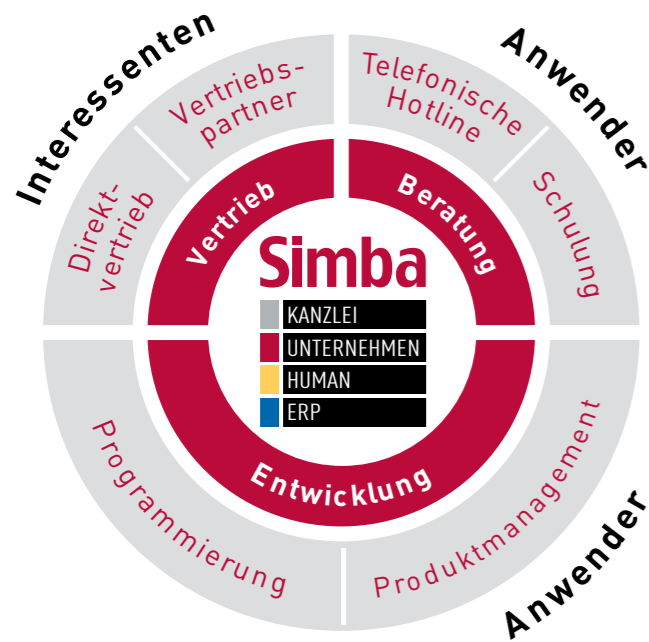 Interessenten
Anwender
Vertriebs-
partner
Telefonische
Hotline
Direkt-
vertrieb
Schulung
Vertrieb
Beratung
Simba
KANZLEI
UNTERNEHMEN
HUMAN
ERP
Entwicklung
Programmierung
Produktmanagement
Anwender